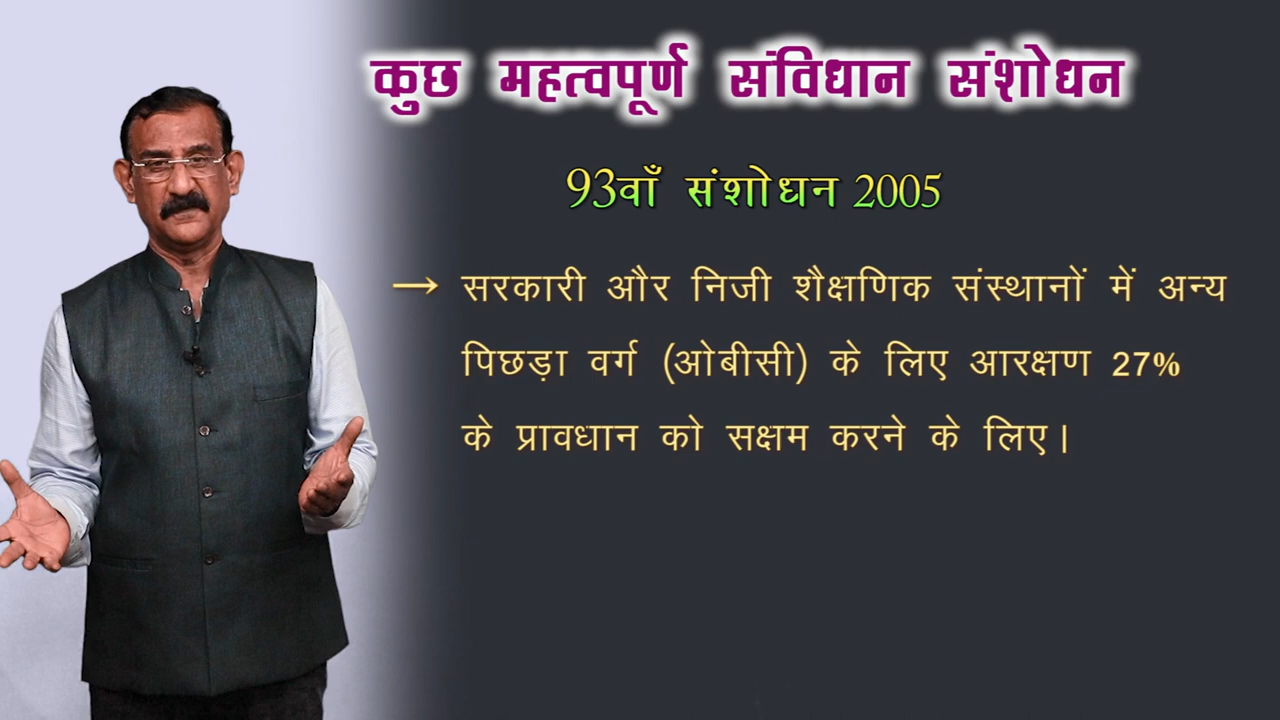 कुछ महत्वपूर्ण संविधान संशोधन
93वाँ संशोधन 2005
→ सरकारी और निजी शैक्षणिक संस्थानों में अन्य
पिछड़ा वर्ग (ओबीसी) के लिए आरक्षण 27%
के प्रावधान को सक्षम करने के लिए।